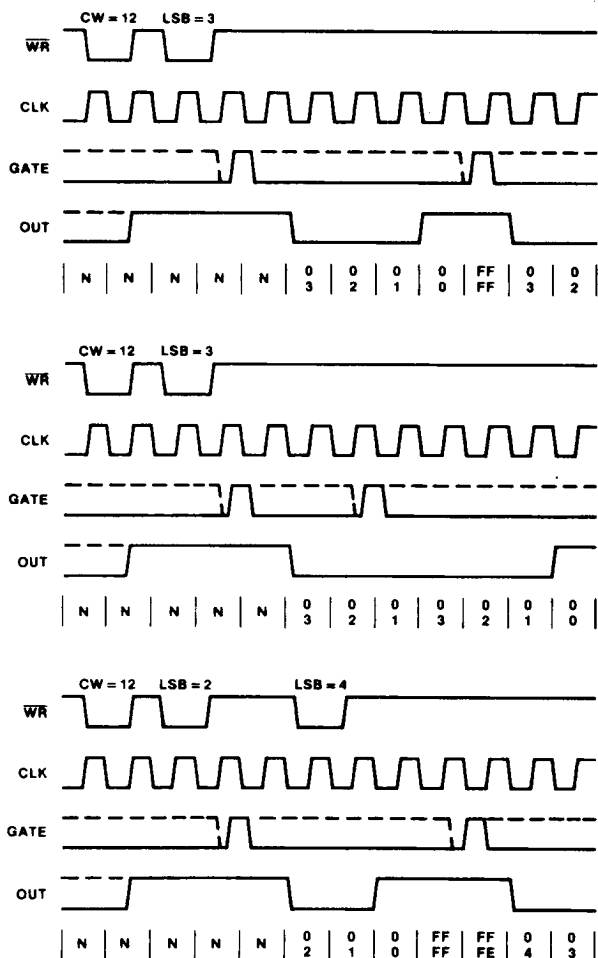 CW = 12 LSB = 3
WR
CLK
GATE
OUT
N N N N N 0 0 0 0 FF 0 0
3 2 1 0 FF 3 2
CW = 12 LSB = 3
WR
CLK
GATE
OUT
N N N N N 0 0 0 0 0 0 0
3 2 1 3 2 1 0
CW = 12 LSB = 2 LSB = 4
WR
CLK
GATE
OUT
N N N N N 0 0 0 FF FF 0 0
2 1 0 FF FE 4 3